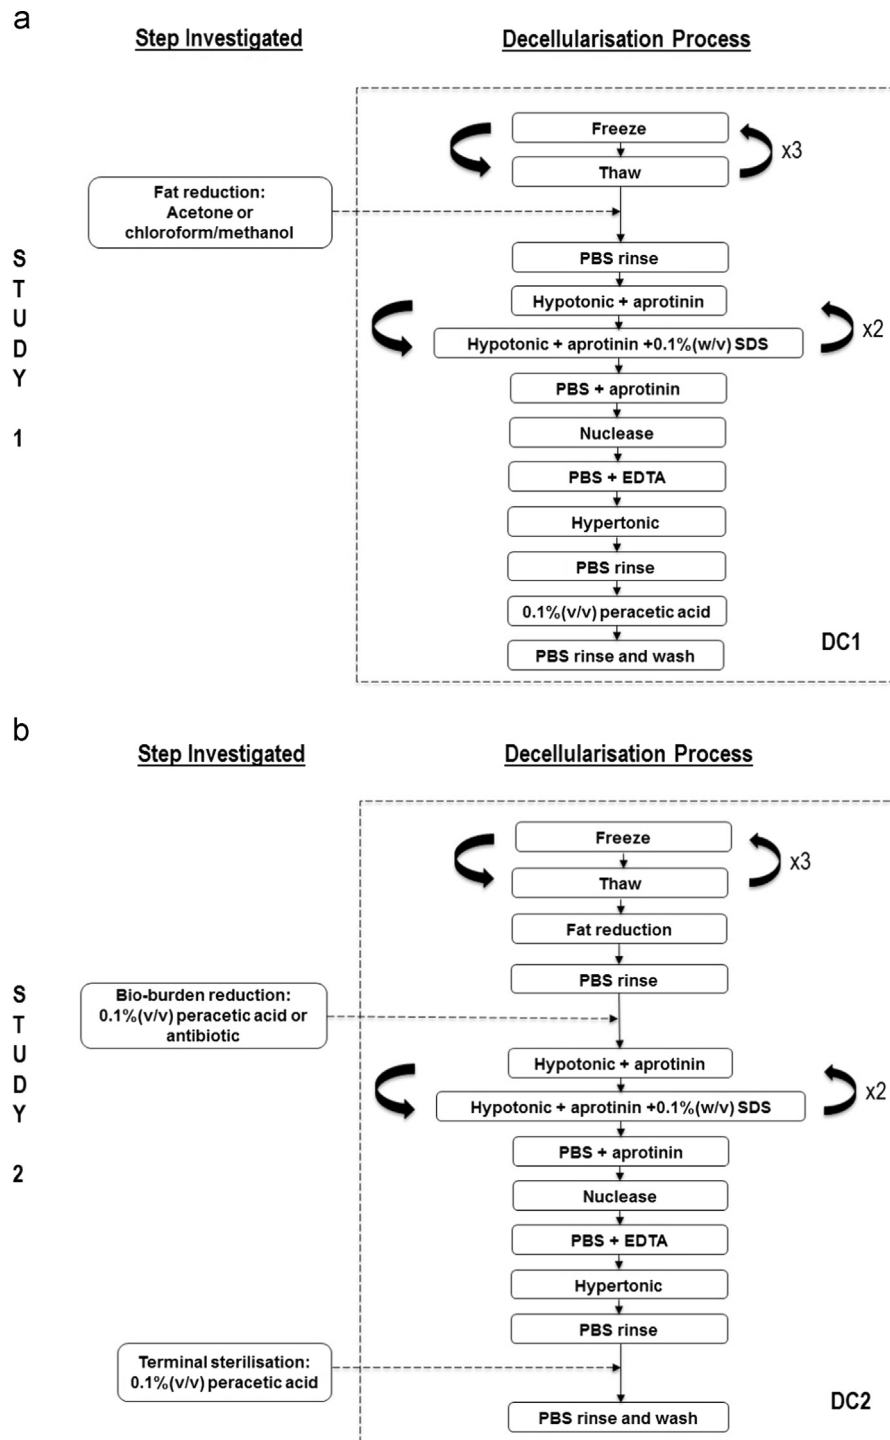 a
Step Investigated
Decellularisation Process
Freeze
x3
Thaw
Fat reduction:
Acetone or
chloroform/methanol
PBS rinse
Hypotonic + aprotinin
x2
Hypotonic + aprotinin +0.1%(w/v) SDS
PBS + aprotinin
Nuclease
PBS + EDTA
Hypertonic
PBS rinse
0.1%(v/v) peracetic acid
PBS rinse and wash
DC1
STUDY 1
b
Step Investigated
Decellularisation Process
Freeze
x3
Thaw
Fat reduction
PBS rinse
Bio-burden reduction:
0.1%(v/v) peracetic acid or
antibiotic
Hypotonic + aprotinin
x2
Hypotonic + aprotinin +0.1%(w/v) SDS
PBS + aprotinin
Nuclease
PBS + EDTA
Hypertonic
PBS rinse
Terminal sterilisation:
0.1%(v/v) peracetic acid
PBS rinse and wash
DC2
STUDY 2